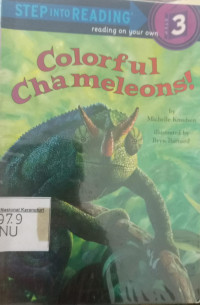 STEP INTO READING
reading on your own
3
Colorful
Chameleons!
by
Michelle Knudsen
illustrated by
Bryn Barnard
97.9
NU